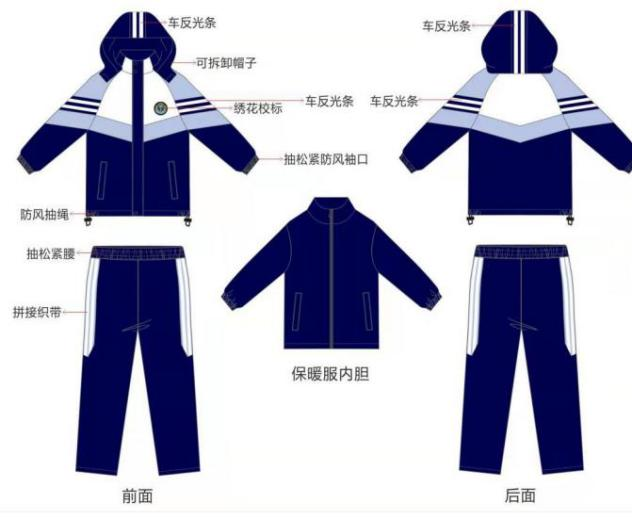 车反光条
车反光条
可拆卸帽子
车反光条
车反光条
绣花校标
抽松紧防风袖口
防风抽绳
抽松紧腰
拼接织带
保暖服内胆
前面
后面